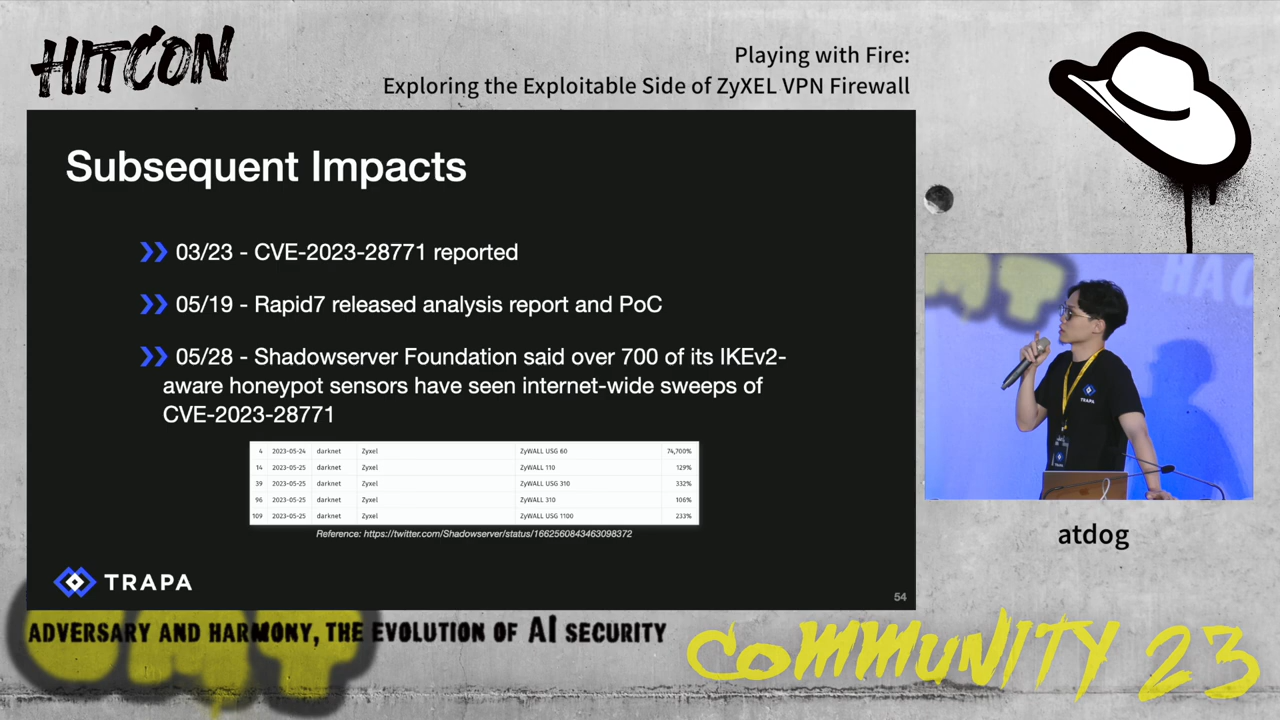 HITCON
Playing with Fire:
Exploring the Exploitable Side of ZyXEL VPN Firewall
Subsequent Impacts
03/23 - CVE-2023-28771 reported
05/19 - Rapid7 released analysis report and PoC
05/28 - Shadowserver Foundation said over 700 of its IKEv2-
aware honeypot sensors have seen internet-wide sweeps of
CVE-2023-28771
4 2023-05-24 darknet Zyxel ZyWALL USG 60 74,700%
14 2023-05-25 darknet Zyxel ZyWALL 110 129%
39 2023-05-25 darknet Zyxel ZyWALL USG 310 332%
96 2023-05-25 darknet Zyxel ZyWALL 310 106%
109 2023-05-25 darknet Zyxel ZyWALL USG 1100 233%
Reference: https://twitter.com/Shadowserver/status/1662560843463098372
TRAPA
54
TRAPA
atdog
ADVERSARY AND HARMONY, THE EVOLUTION OF AI SECURITY
COMMUNITY 23